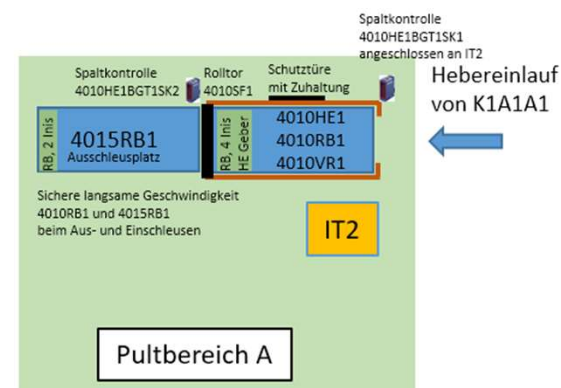 Spaltkontrolle
4010HE1BGT1SK1
angeschlossen an IT2
Hebereinlauf
von K1A1A1
Spaltkontrolle
4010HE1BGT1SK2
Rolltor
4010SF1
Schutztüre
mit Zuhaltung
RB, 2 Inis
4015RB1
Ausschleusplatz
RB, 4 Inis
HE Geber
4010HE1
4010RB1
4010VR1
Sichere langsame Geschwindigkeit
4010RB1 und 4015RB1
beim Aus- und Einschleusen
IT2
Pultbereich A